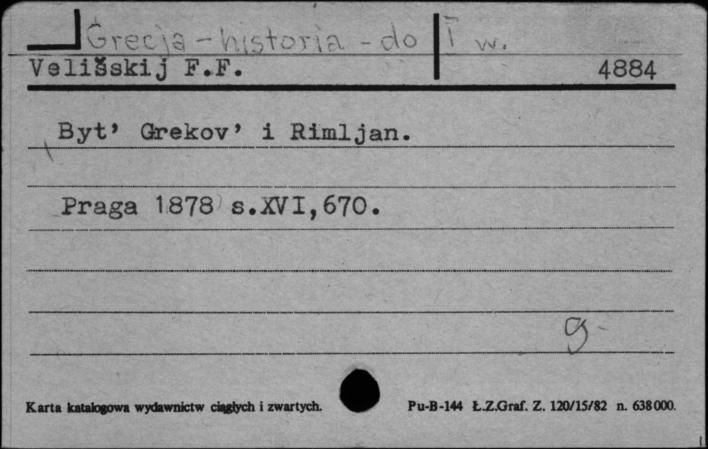 Grecja - historia - do I w.
Velišskij F.F. 4884
Byt’ Grekov’ i Rimljan.
Praga 1878 s.XVI,670.
g-
Karta katalogowa wydawnictw ciągłych i zwartych. Pu-B-144 Ł.Z.Graf. Z. 120/15/82 n. 638000.